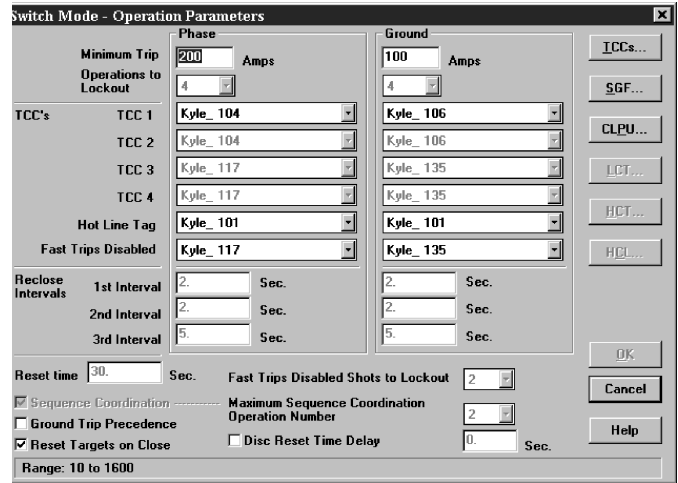 Switch Mode - Operation Parameters
Phase Ground
Minimum Trip 200 Amps 100 Amps
Operations to Lockout 4 4
TCC's TCC 1 Kyle_ 104 Kyle_ 106
TCC 2 Kyle_ 104 Kyle_ 106
TCC 3 Kyle_ 117 Kyle_ 135
TCC 4 Kyle_ 117 Kyle_ 135
Hot Line Tag Kyle_ 101 Kyle_ 101
Fast Trips Disabled Kyle_ 117 Kyle_ 135
Reclose Intervals
1st Interval 2. Sec. 2. Sec.
2nd Interval 2. Sec. 2. Sec.
3rd Interval 5. Sec. 5. Sec.
Reset time 30. Sec. Fast Trips Disabled Shots to Lockout 2
Sequence Coordination Maximum Sequence Coordination
Operation Number 2
Ground Trip Precedence
Reset Targets on Close Disc Reset Time Delay 0. Sec.
TCCs...
SGF...
CLPU...
LCT...
HCT...
HCL...
OK
Cancel
Help
Range: 10 to 1600